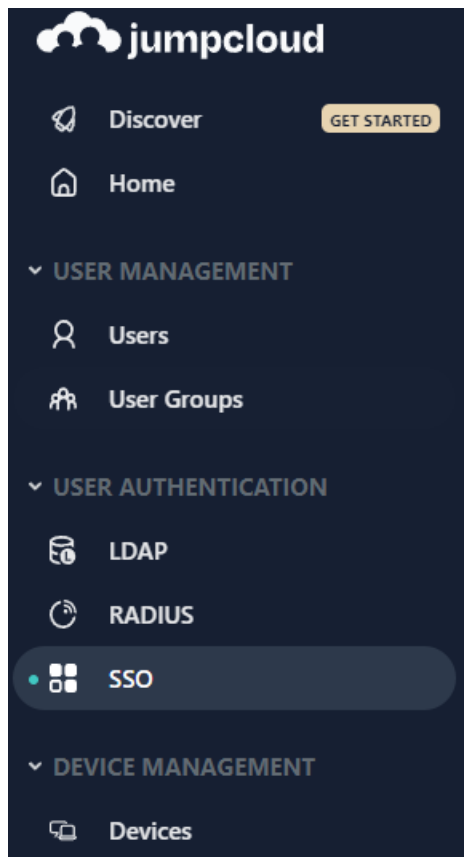 jumpcloud
Discover GET STARTED
Home
USER MANAGEMENT
Users
User Groups
USER AUTHENTICATION
LDAP
RADIUS
SSO
DEVICE MANAGEMENT
Devices